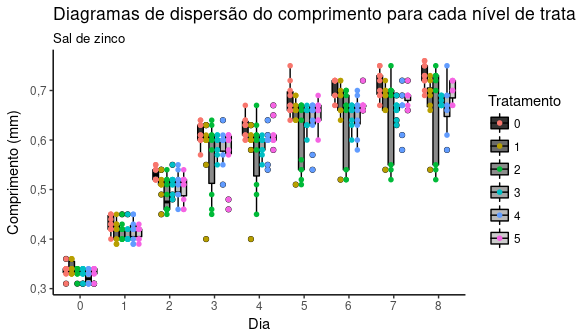 Diagramas de dispersão do comprimento para cada nível de trata
Sal de zinco
Comprimento (mm)
0,7
0,6
0,5
0,4
0,3
0 1 2 3 4 5 6 7 8
Dia
Tratamento
0
1
2
3
4
5